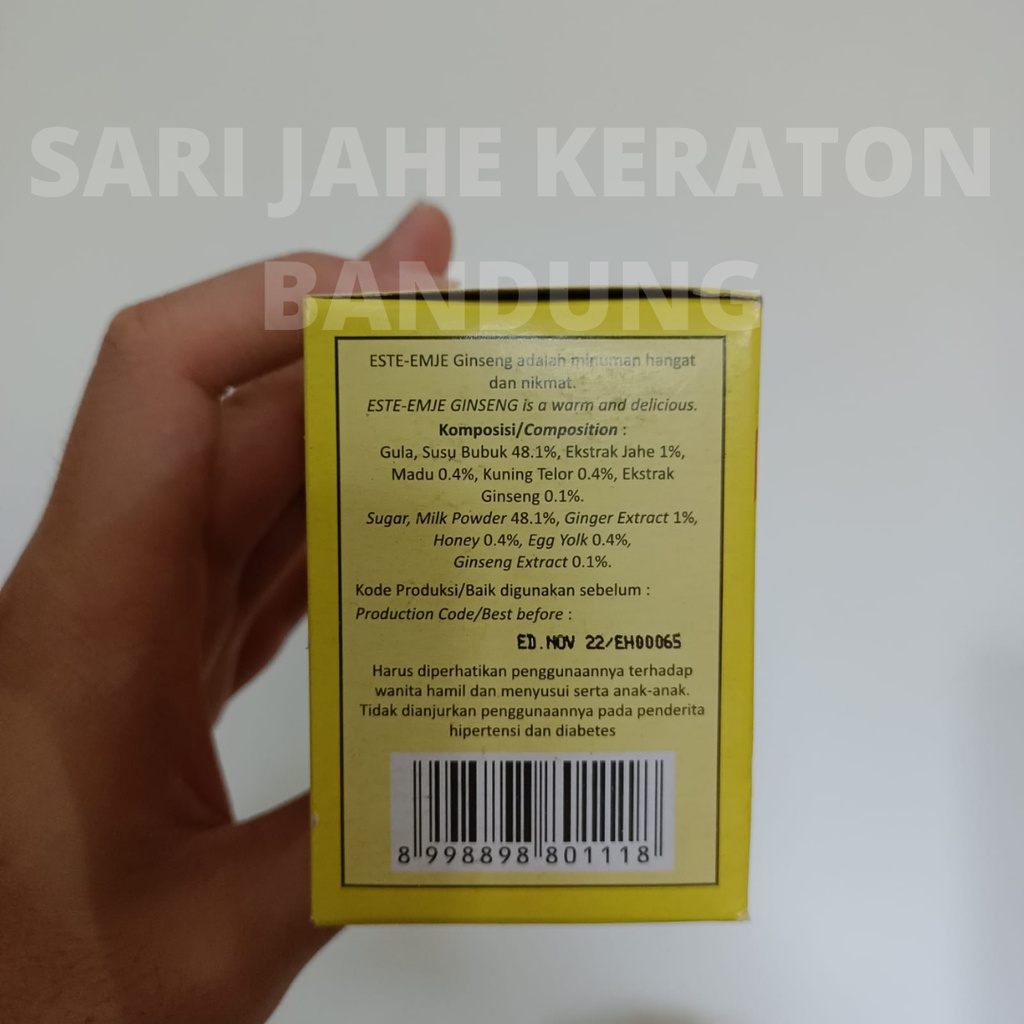 SARI JAHE KERATON
BANDUNG
ESTE-EMJE Ginseng adalah minuman hangat
dan nikmat.
ESTE-EMJE GINSENG is a warm and delicious.
Komposisi/Composition :
Gula, Susu Bubuk 48.1%, Ekstrak Jahe 1%,
Madu 0.4%, Kuning Telor 0.4%, Ekstrak
Ginseng 0.1%.
Sugar, Milk Powder 48.1%, Ginger Extract 1%,
Honey 0.4%, Egg Yolk 0.4%,
Ginseng Extract 0.1%.
Kode Produksi/Baik digunakan sebelum :
Production Code/Best before :
ED.NOV 22/EH00065
Harus diperhatikan penggunaannya terhadap
wanita hamil dan menyusui serta anak-anak.
Tidak dianjurkan penggunaannya pada penderita
hipertensi dan diabetes
8 998898 801118